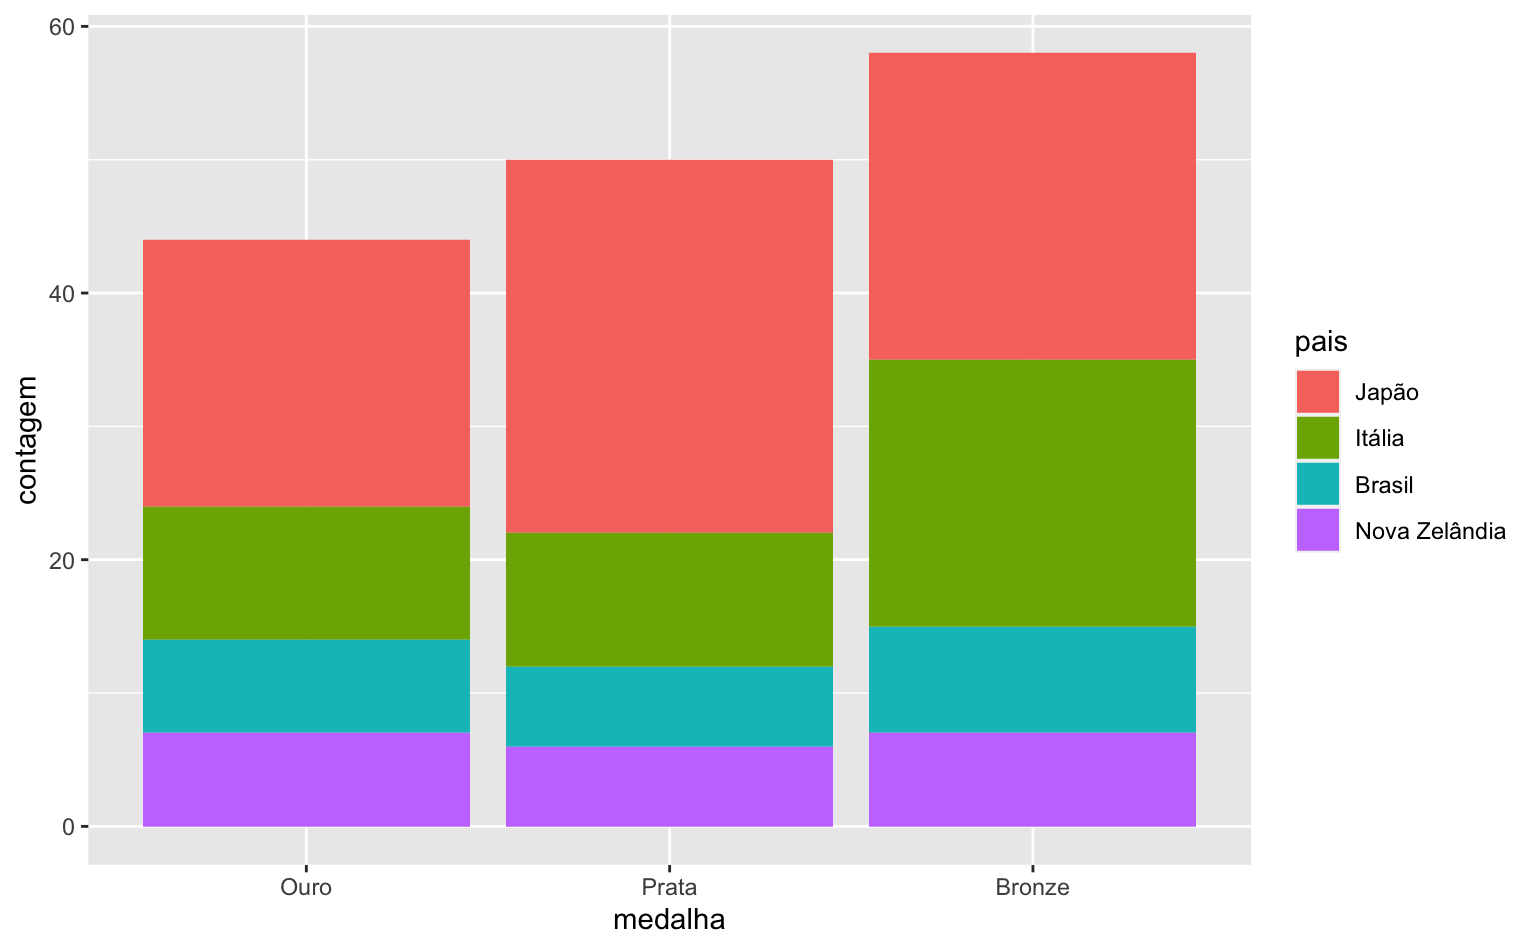 60
40
20
0
contagem
Ouro
Prata
Bronze
medalha
pais
Japão
Itália
Brasil
Nova Zelândia